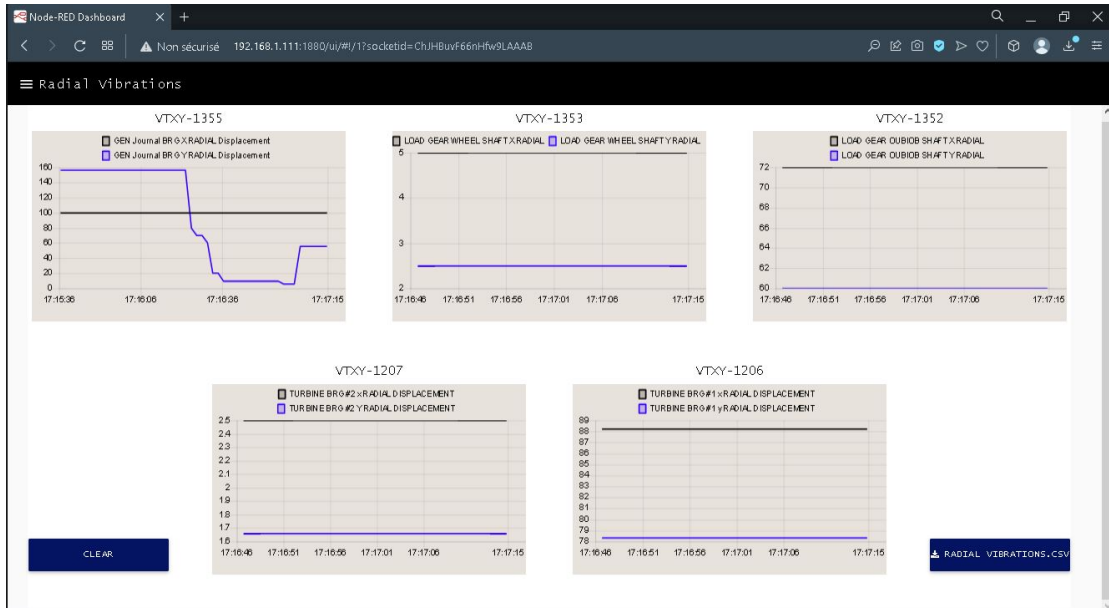 Node-RED Dashboard
Non sécurisé 192.168.1.111:1880/ui/#!/1?socketid=ChJHBuvF66nHfw9LAAAB
Radial Vibrations
VTXY-1355
GEN Journal BRG X RADIAL Displacement
GEN Journal BRG Y RADIAL Displacement
160
140
120
100
80
60
40
20
0
17:15:36 17:16:06 17:16:36 17:17:15
VTXY-1353
LOAD GEAR WHEEL SHAFT X RADIAL LOAD GEAR WHEEL SHAFT Y RADIAL
5
4
3
2
17:16:46 17:16:51 17:16:56 17:17:01 17:17:06 17:17:15
VTXY-1352
LOAD GEAR OUBIOB SHAFT X RADIAL
LOAD GEAR OUBIOB SHAFT Y RADIAL
72
70
68
66
64
62
60
17:16:46 17:16:51 17:16:56 17:17:01 17:17:06 17:17:15
VTXY-1207
TURBINE BRG#2 x RADIAL DISPLACEMENT
TURBINE BRG#2 Y RADIAL DISPLACEMENT
2.5
2.4
2.3
2.2
2.1
2
1.9
1.8
1.7
1.6
17:16:46 17:16:51 17:16:56 17:17:01 17:17:06 17:17:15
VTXY-1206
TURBINE BRG#1 x RADIAL DISPLACEMENT
TURBINE BRG#1 y RADIAL DISPLACEMENT
89
88
87
86
85
84
83
82
81
80
79
78
17:16:46 17:16:51 17:16:56 17:17:01 17:17:06 17:17:15
CLEAR
RADIAL VIBRATIONS.CSV